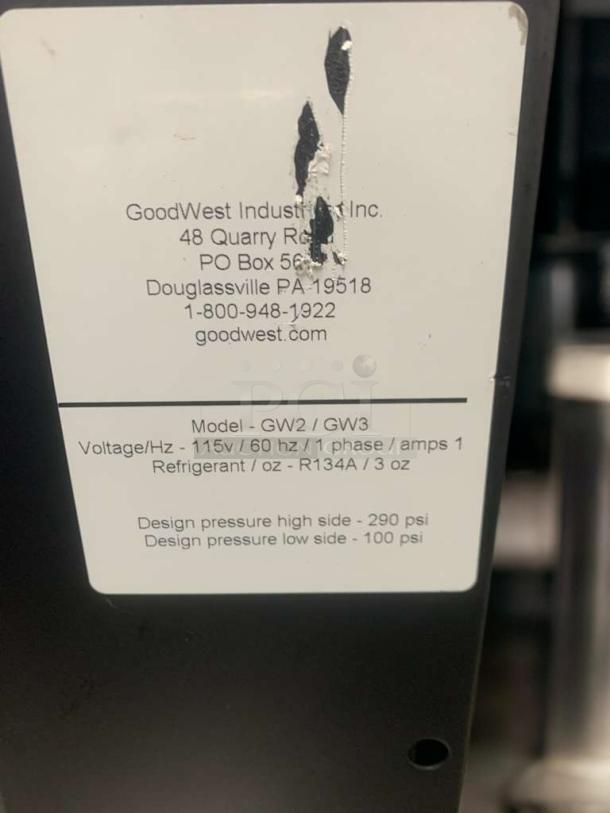 GoodWest Inc.
48 Quarry
PO Box
Douglassville PA 19518
1-800-948-1922
goodwest.com
PCI
Model - GW2 / GW3
Voltage/Hz - 115v / 60 hz / 1 phase / amps 1
Refrigerant / oz - R134A / 3 oz
Design pressure high side - 290 psi
Design pressure low side - 100 psi